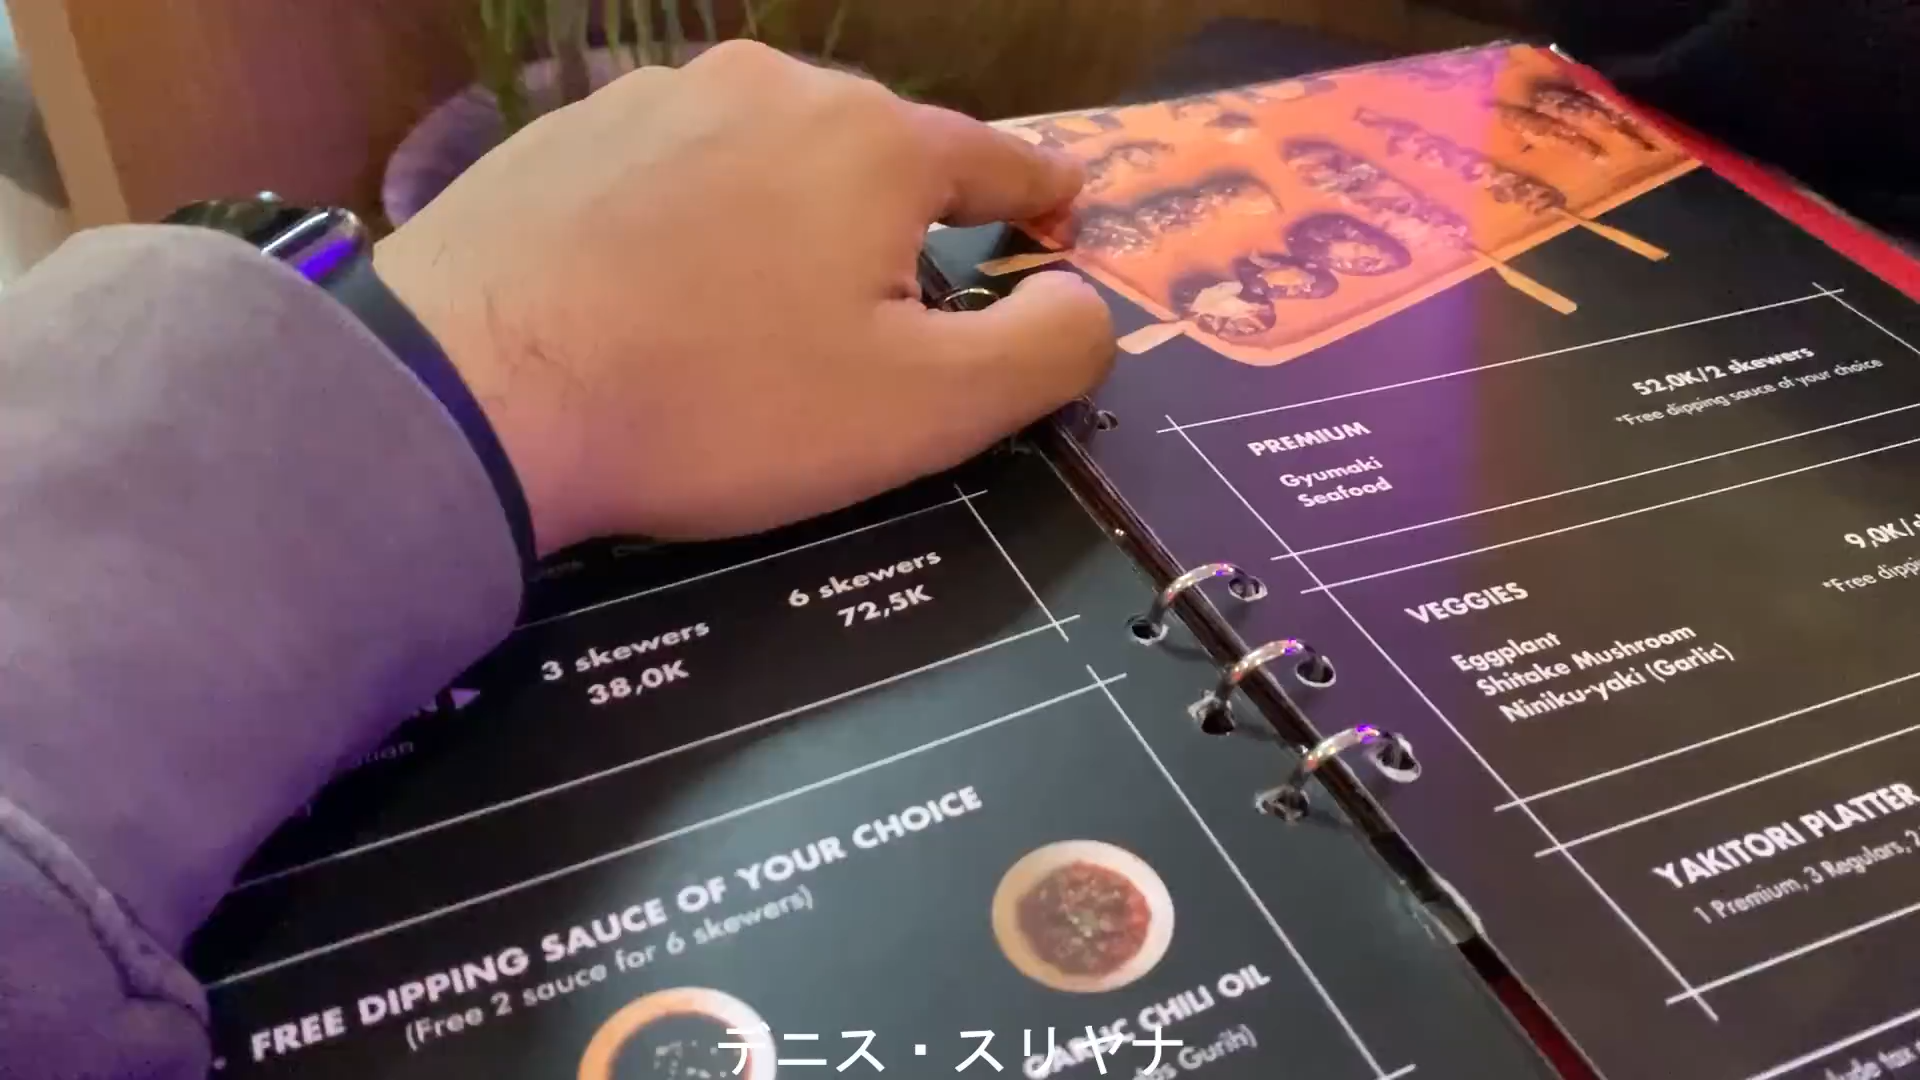 3 skewers
38,0K
6 skewers
72,5K
FREE DIPPING SAUCE OF YOUR CHOICE
(Free 2 sauce for 6 skewers)
GARLIC CHILI OIL
Gurih)
52,0K/2 skewers
*Free dipping sauce of your choice
PREMIUM
Gyumaki
Seafood
VEGGIES
Eggplant
Shitake Mushroom
Niniku-yaki (Garlic)
YAKITORI PLATTER
1 Premium, 3 Regulars, 2
デニス・スリヤナ